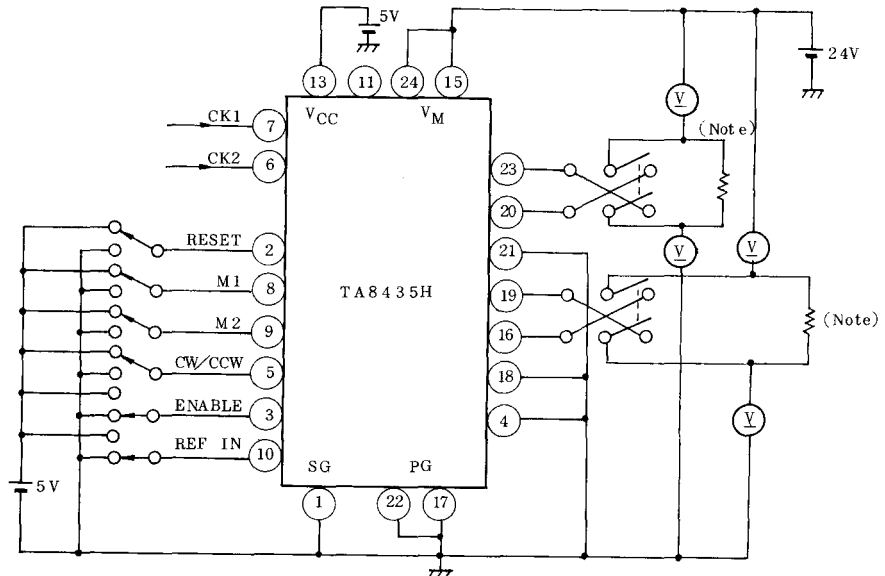 5V
24V
13
11
24
15
V_CC
V_M
V
(Note)
CK1
7
CK2
6
23
20
RESET
2
21
V
V
M1
8
TA8435H
19
M2
9
16
(Note)
CW/CCW
5
18
ENABLE
3
4
V
REF IN
10
SG
PG
5V
1
22
17